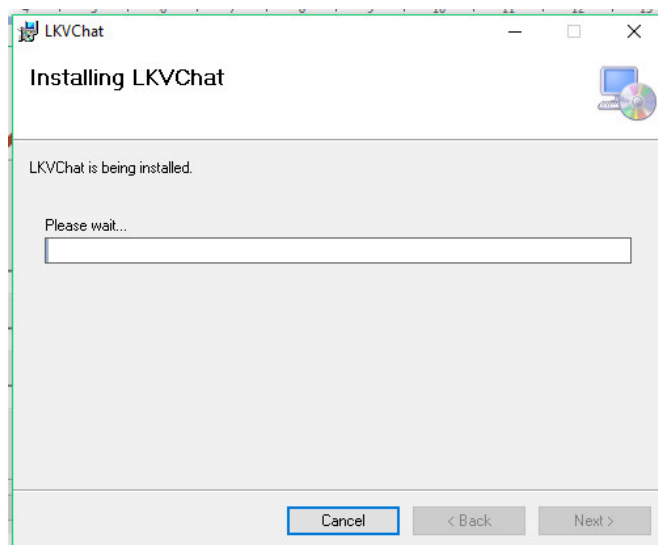 LKVChat
Installing LKVChat
LKVChat is being installed.
Please wait...
Cancel
< Back
Next >